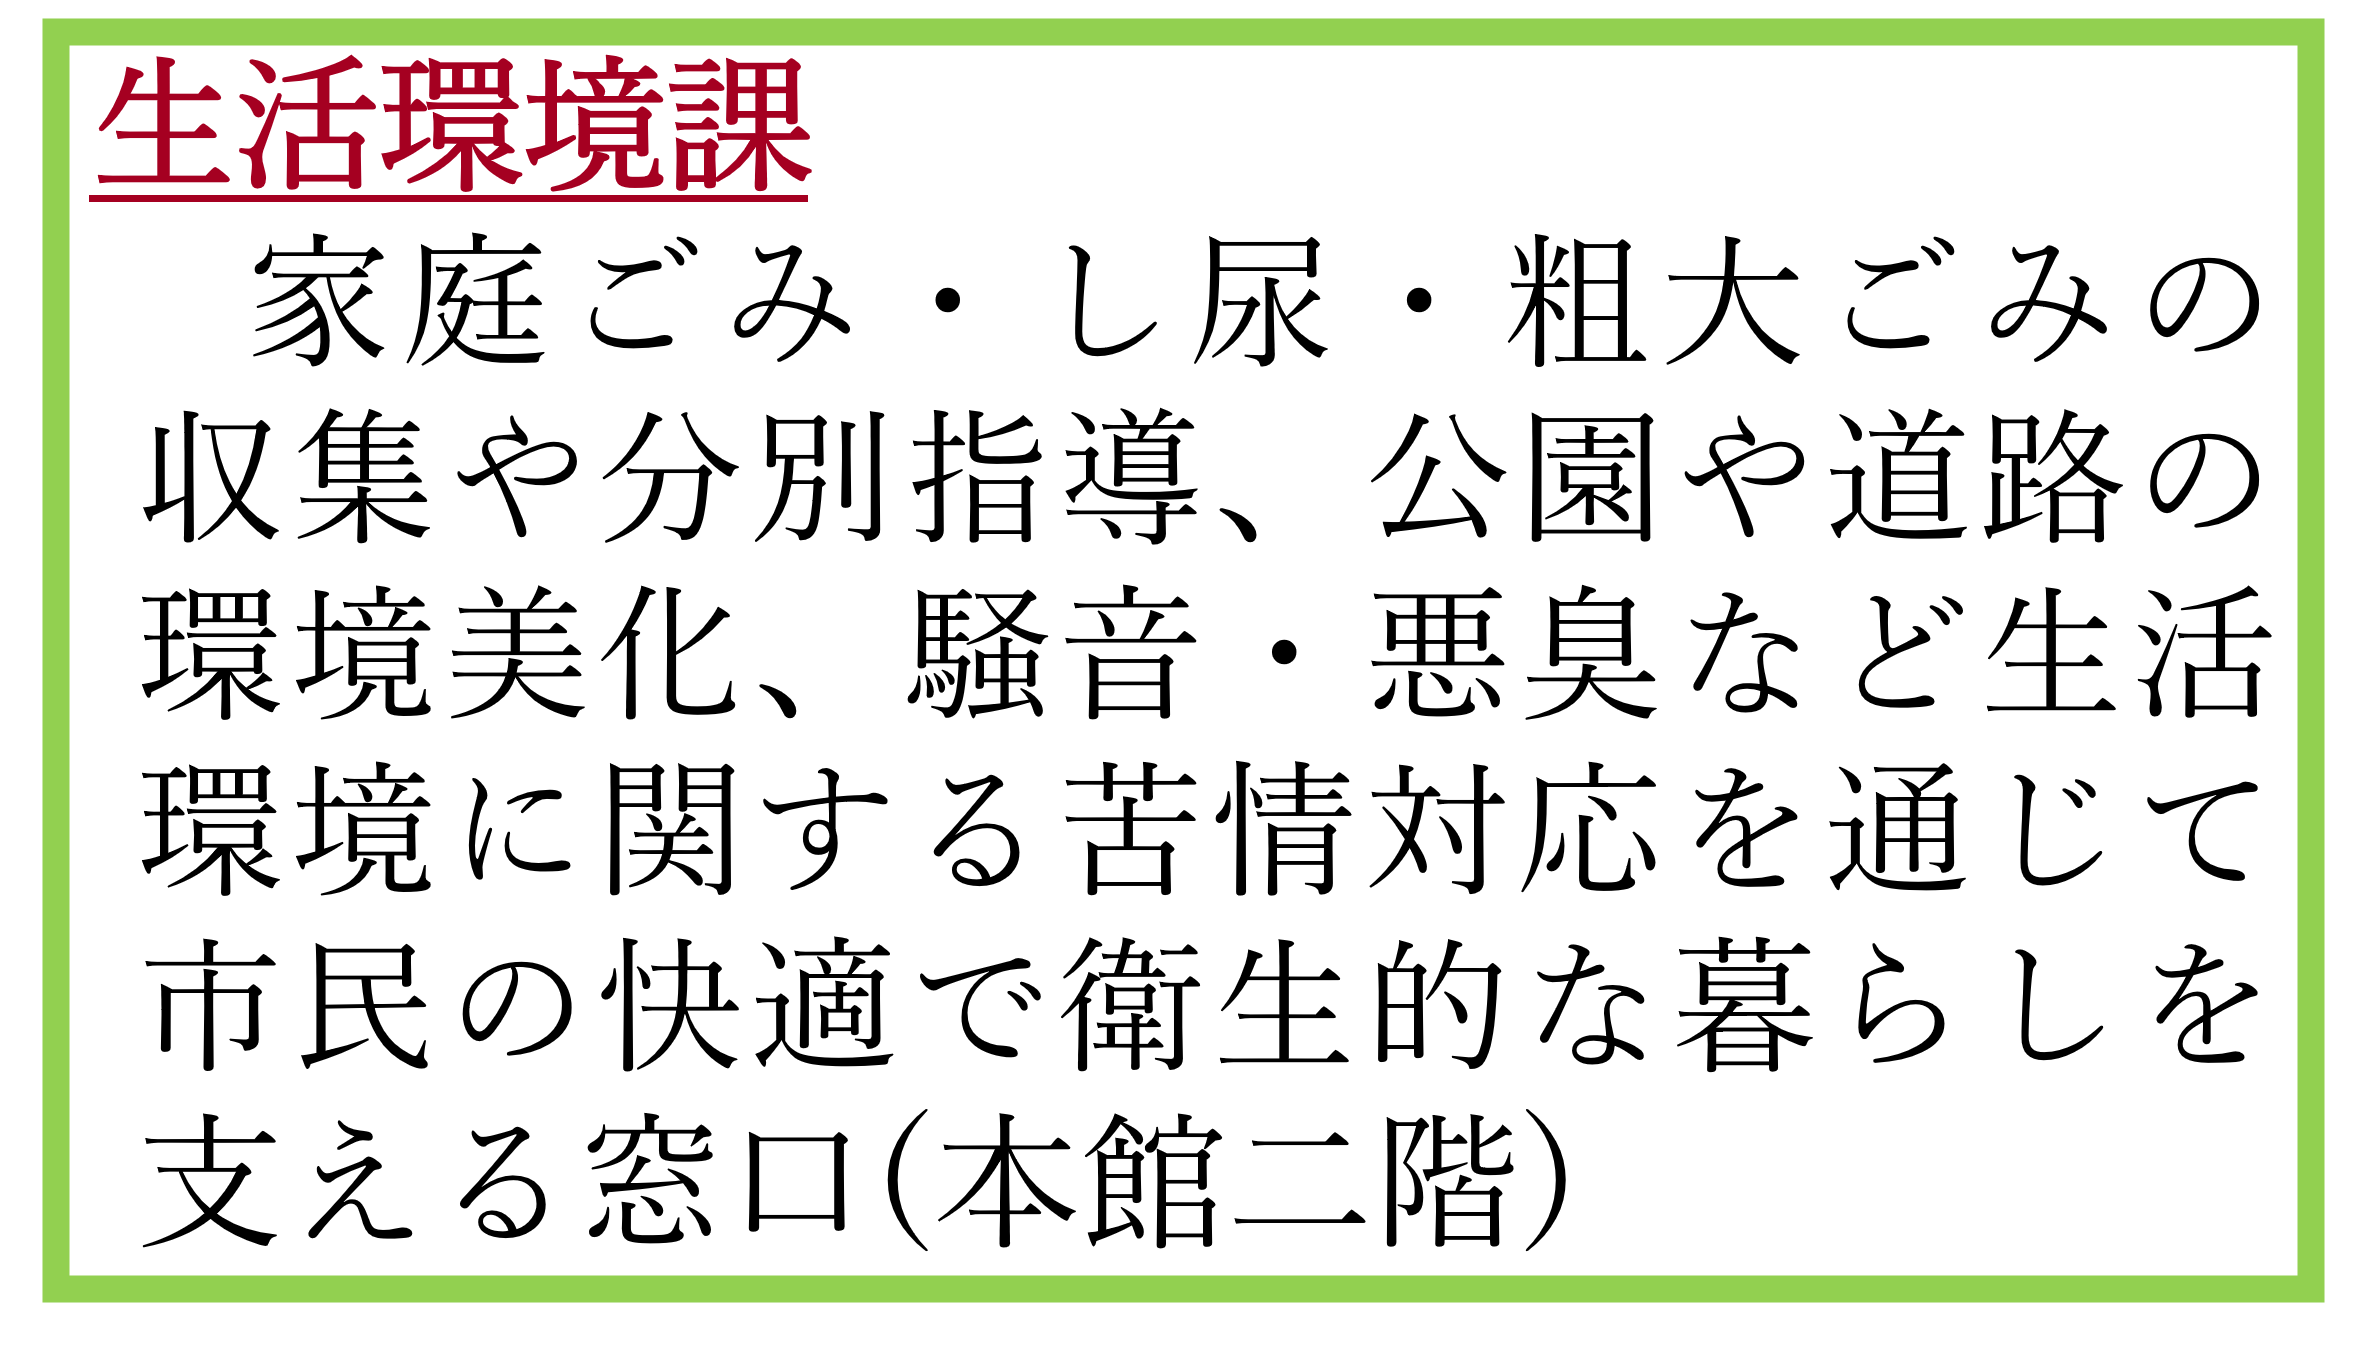 生活環境課
家庭ごみ・し尿・粗大ごみの
収集や分別指導、公園や道路の
環境美化、騒音・悪臭など生活
環境に関する苦情対応を通じて
市民の快適で衛生的な暮らしを
支える窓口(本館二階)